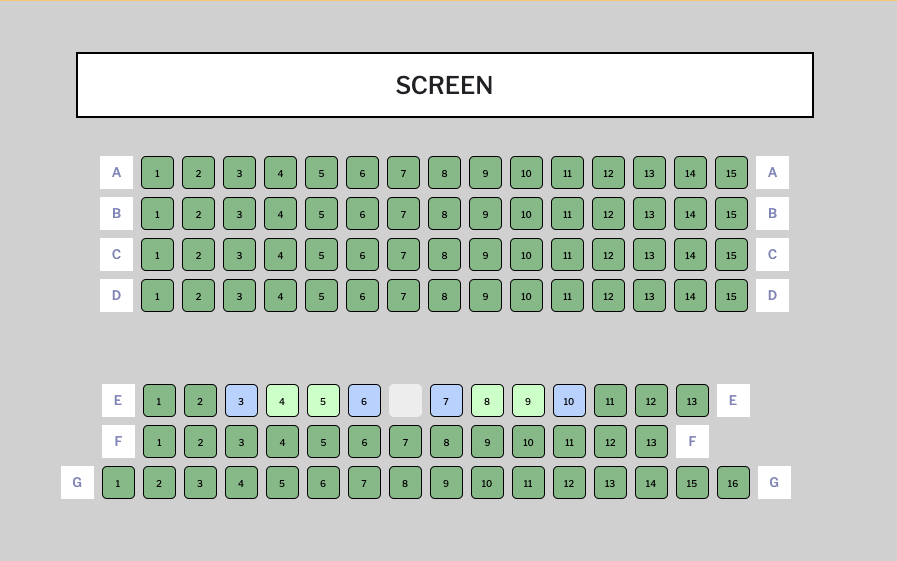 SCREEN
A 1 2 3 4 5 6 7 8 9 10 11 12 13 14 15 A
B 1 2 3 4 5 6 7 8 9 10 11 12 13 14 15 B
C 1 2 3 4 5 6 7 8 9 10 11 12 13 14 15 C
D 1 2 3 4 5 6 7 8 9 10 11 12 13 14 15 D
E 1 2 3 4 5 6 7 8 9 10 11 12 13 E
F 1 2 3 4 5 6 7 8 9 10 11 12 13 F
G 1 2 3 4 5 6 7 8 9 10 11 12 13 14 15 16 G